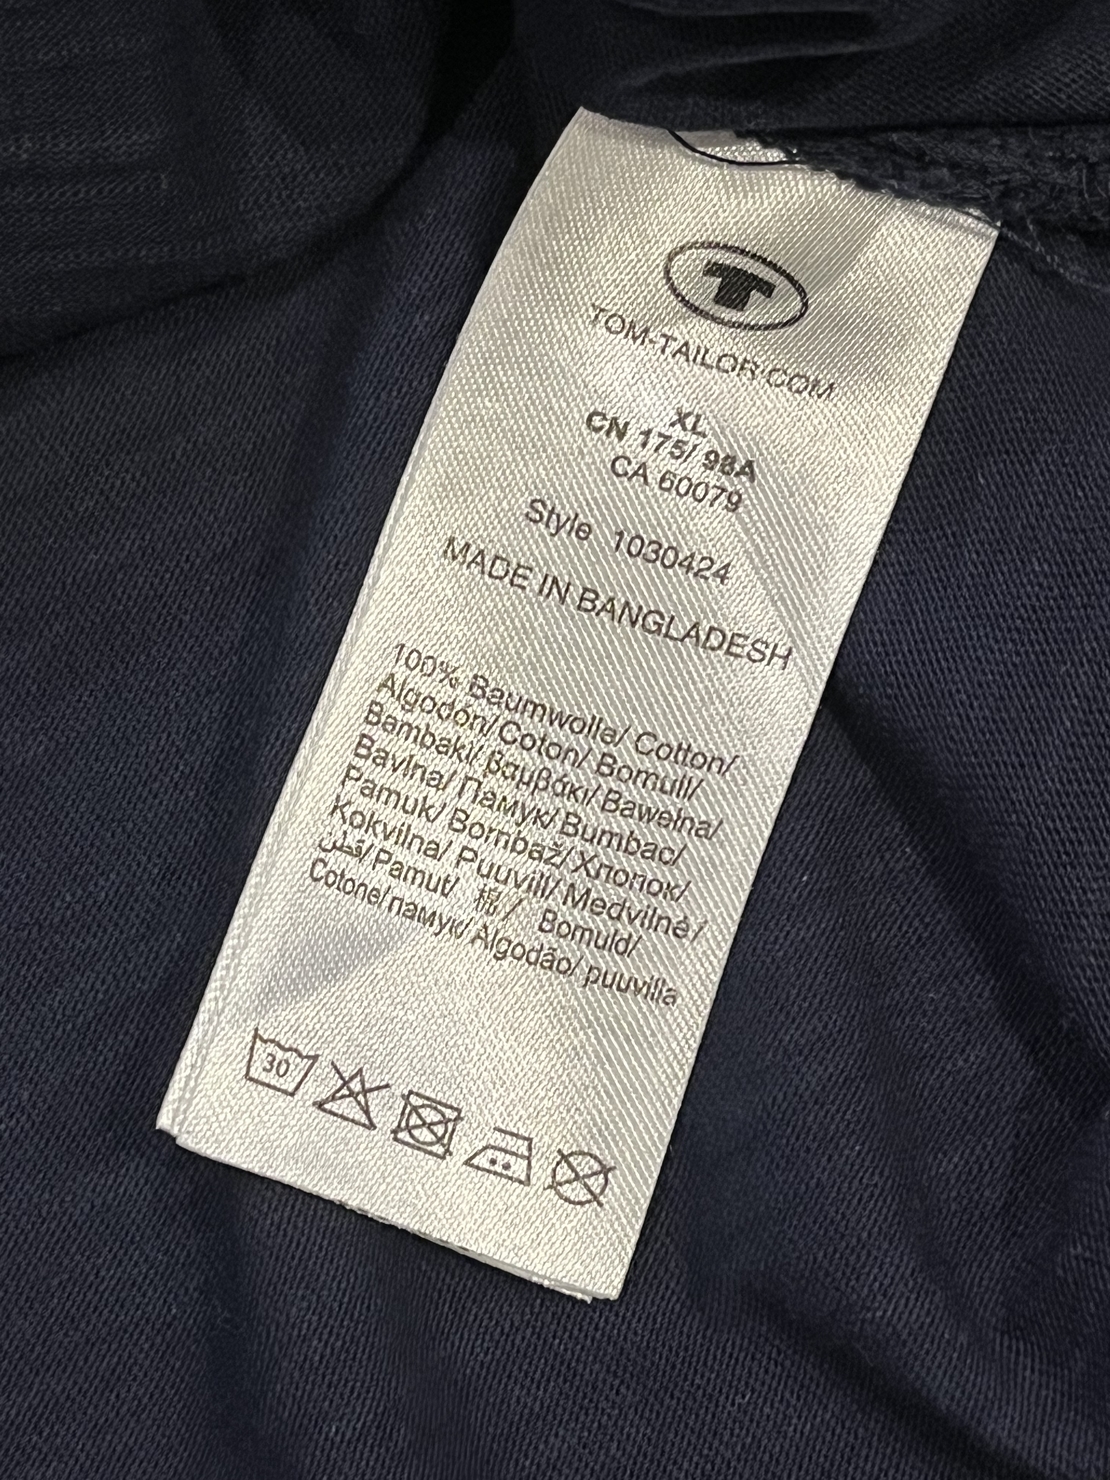 T
TOM-TAILOR.COM
XL
CN 175/ 98A
CA 60079
Style 1030424
MADE IN BANGLADESH
100% Baumwolle/ Cotton/
Algodón/ Coton/ Bomull/
Bambaki/ βαμβάκι/ Bawełna/
Bavlna/ Памук/ Bumbac/
Pamuk/ Bombaž/ Хлопок/
Kokvilna/ Puuvill/ Medvilnė/
قطن/ Pamut/ 棉/ Bomuld/
Cotone/ памук/ Algodão/ puuvilla
30